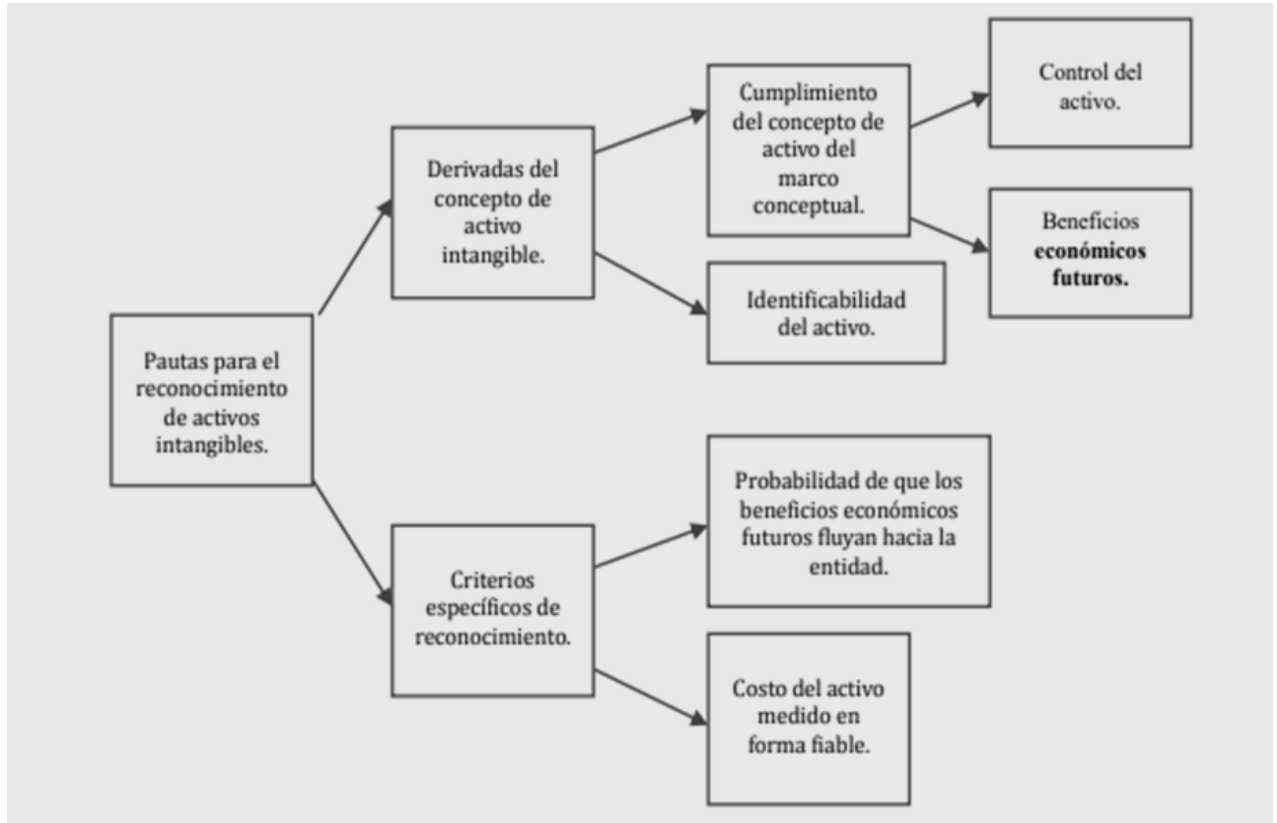 Pautas para el
reconocimiento
de activos
intangibles.
Derivadas del
concepto de
activo
intangible.
Cumplimiento
del concepto de
activo del
marco
conceptual.
Control del
activo.
Beneficios
económicos
futuros.
Identificabilidad
del activo.
Criterios
específicos de
reconocimiento.
Probabilidad de que los
beneficios económicos
futuros fluyan hacia la
entidad.
Costo del activo
medido en
forma fiable.